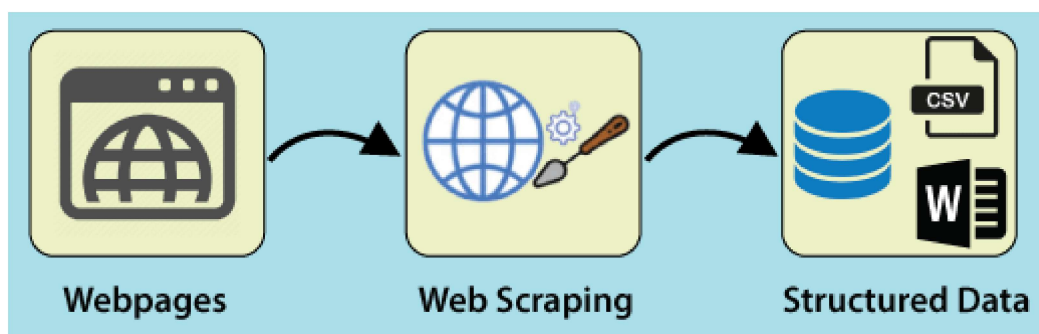 CSV
W
Webpages
Web Scraping
Structured Data